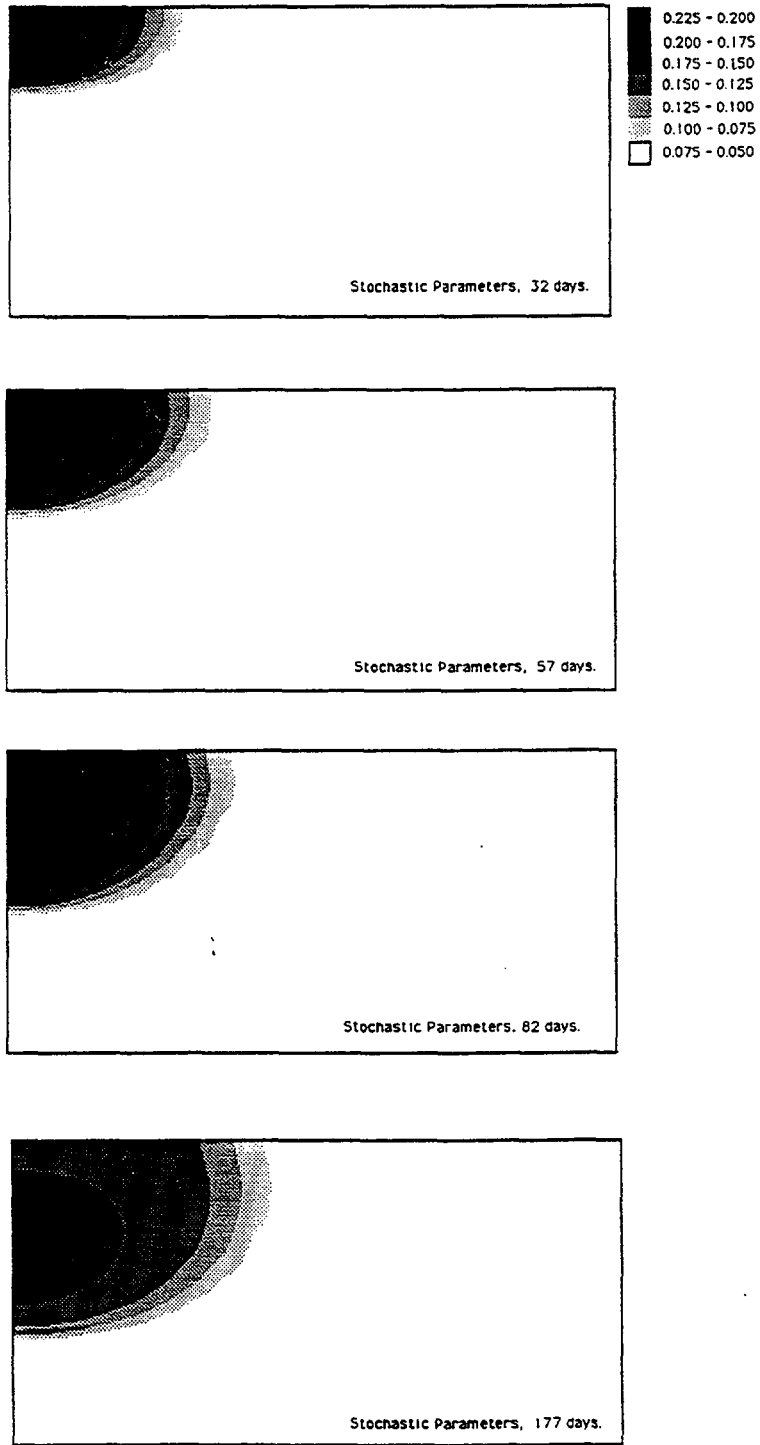 0.225 - 0.200
0.200 - 0.175
0.175 - 0.150
0.150 - 0.125
0.125 - 0.100
0.100 - 0.075
0.075 - 0.050
Stochastic Parameters, 32 days.
Stochastic Parameters, 57 days.
Stochastic Parameters. 82 days.
Stochastic Parameters, 177 days.